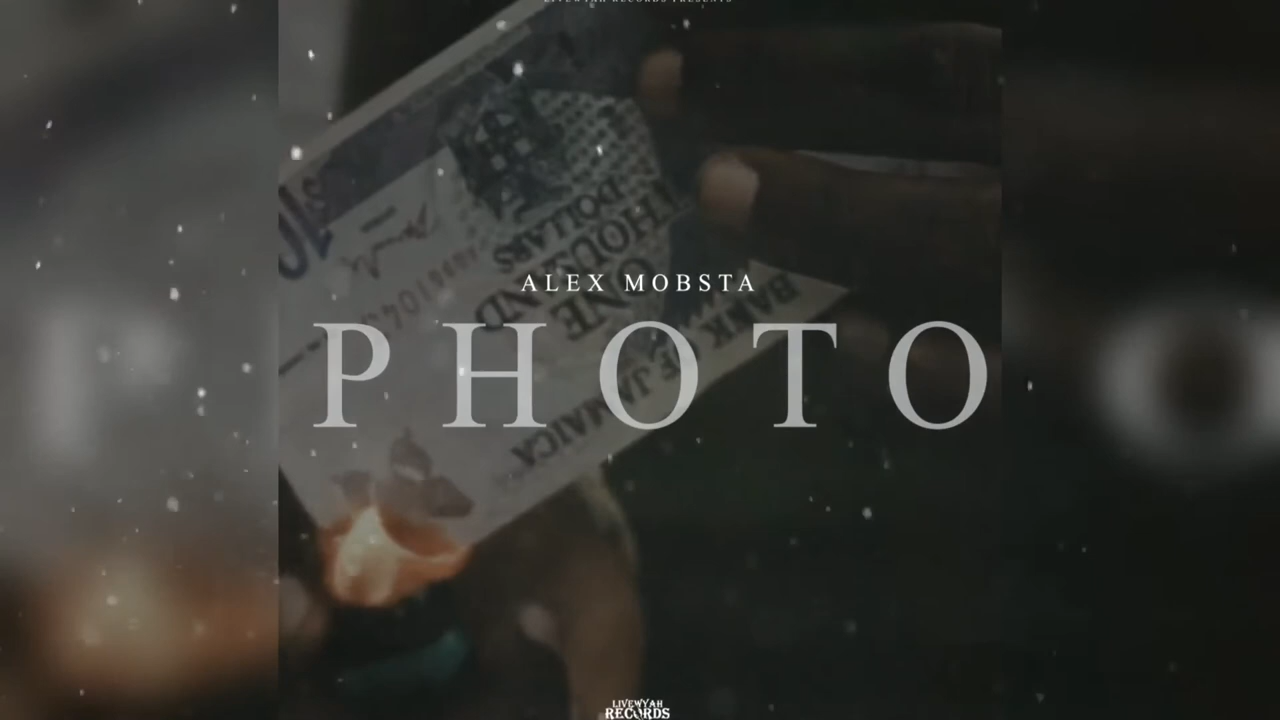 LIVEWYAH RECORDS PRESENTS
ALEX MOBSTA
PHOTO
ONE
THOUSAND
DOLLARS
BANK OF JAMAICA
LIVEWYAH
RECORDS